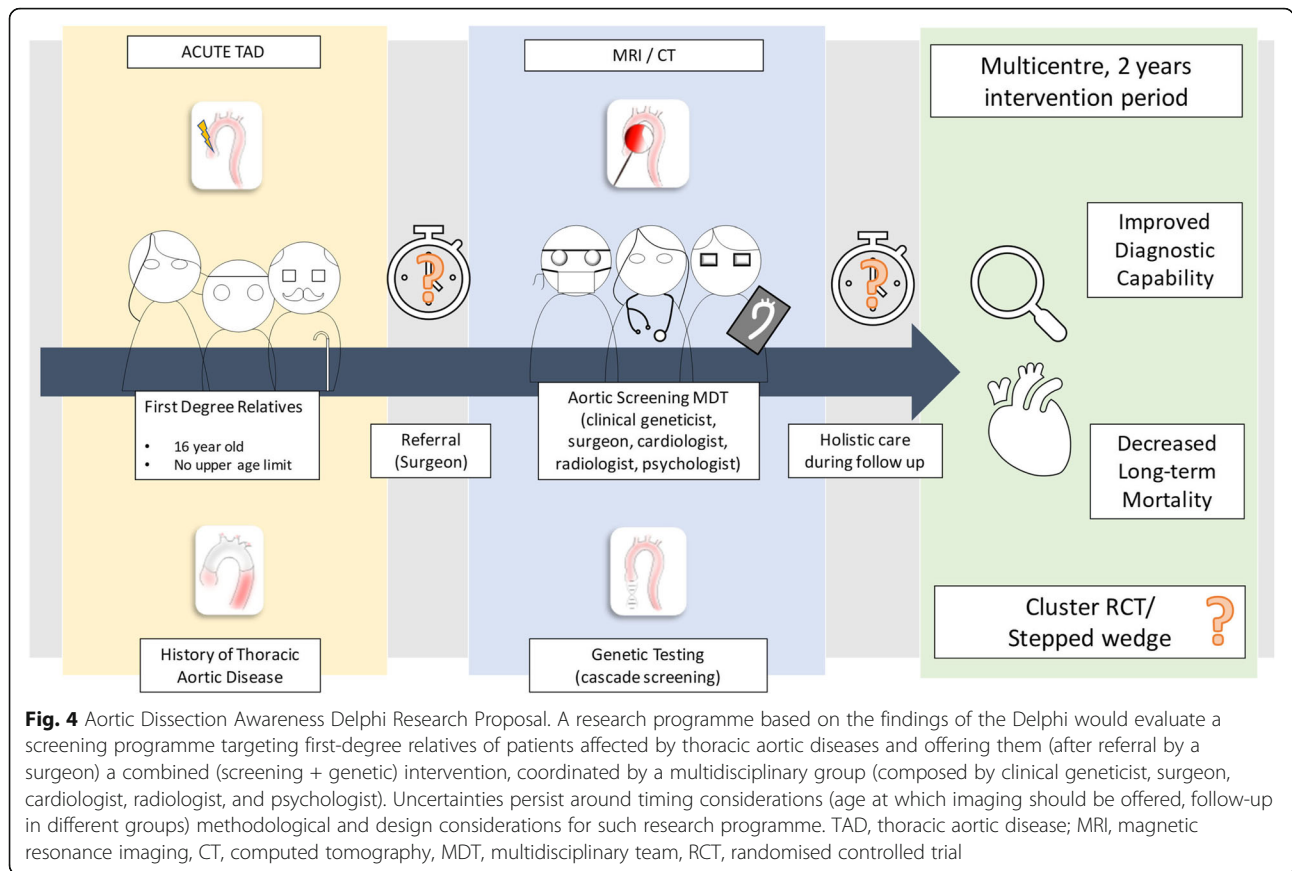 ACUTE TAD
MRI / CT
Multicentre, 2 years
intervention period
Improved
Diagnostic
Capability
?
?
First Degree Relatives
• 16 year old
• No upper age limit
Referral
(Surgeon)
Aortic Screening MDT
(clinical geneticist,
surgeon, cardiologist,
radiologist, psychologist)
Holistic care
during follow up
Decreased
Long-term
Mortality
History of Thoracic
Aortic Disease
Genetic Testing
(cascade screening)
Cluster RCT/
Stepped wedge
?
Fig. 4 Aortic Dissection Awareness Delphi Research Proposal. A research programme based on the findings of the Delphi would evaluate a
screening programme targeting first-degree relatives of patients affected by thoracic aortic diseases and offering them (after referral by a
surgeon) a combined (screening + genetic) intervention, coordinated by a multidisciplinary group (composed by clinical geneticist, surgeon,
cardiologist, radiologist, and psychologist). Uncertainties persist around timing considerations (age at which imaging should be offered, follow-up
in different groups) methodological and design considerations for such research programme. TAD, thoracic aortic disease; MRI, magnetic
resonance imaging, CT, computed tomography, MDT, multidisciplinary team, RCT, randomised controlled trial